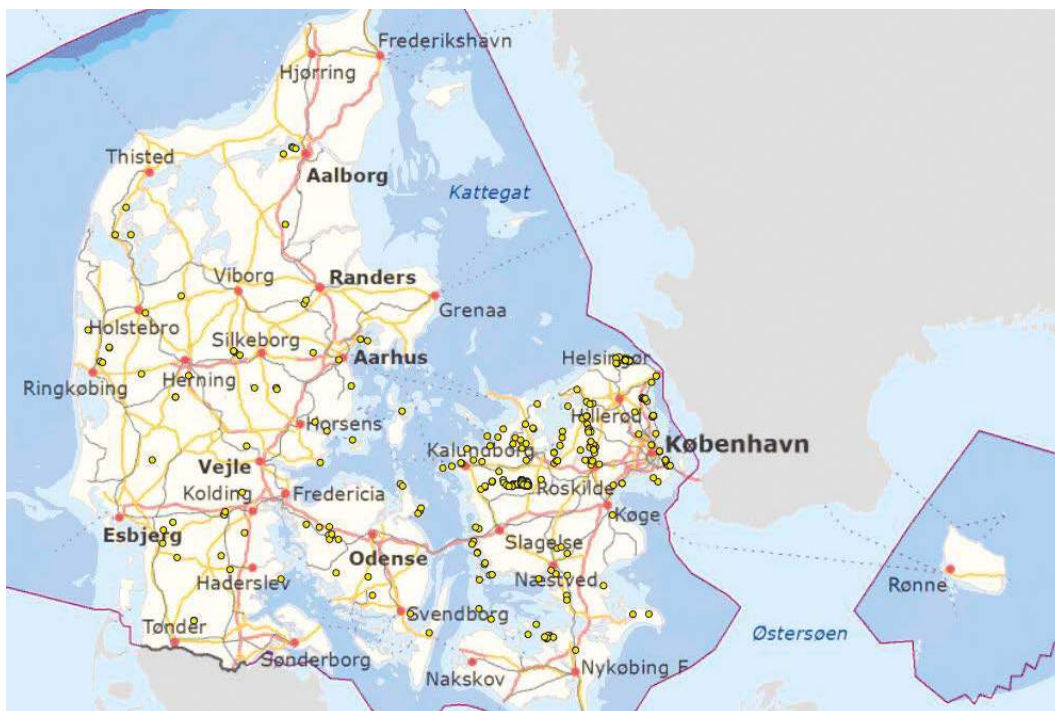 Frederikshavn
Hjørring
Thisted
Aalborg
Kattegat
Viborg
Randers
Grenaa
Holstebro
Silkeborg
Aarhus
Helsingør
Ringkøbing
Herning
Hillerød
Horsens
Kalundborg
København
Vejle
Kolding
Fredericia
Roskilde
Køge
Esbjerg
Odense
Slagelse
Haderslev
Næstved
Rønne
Svendborg
Tønder
Østersøen
Sønderborg
Nakskov
Nykøbing F